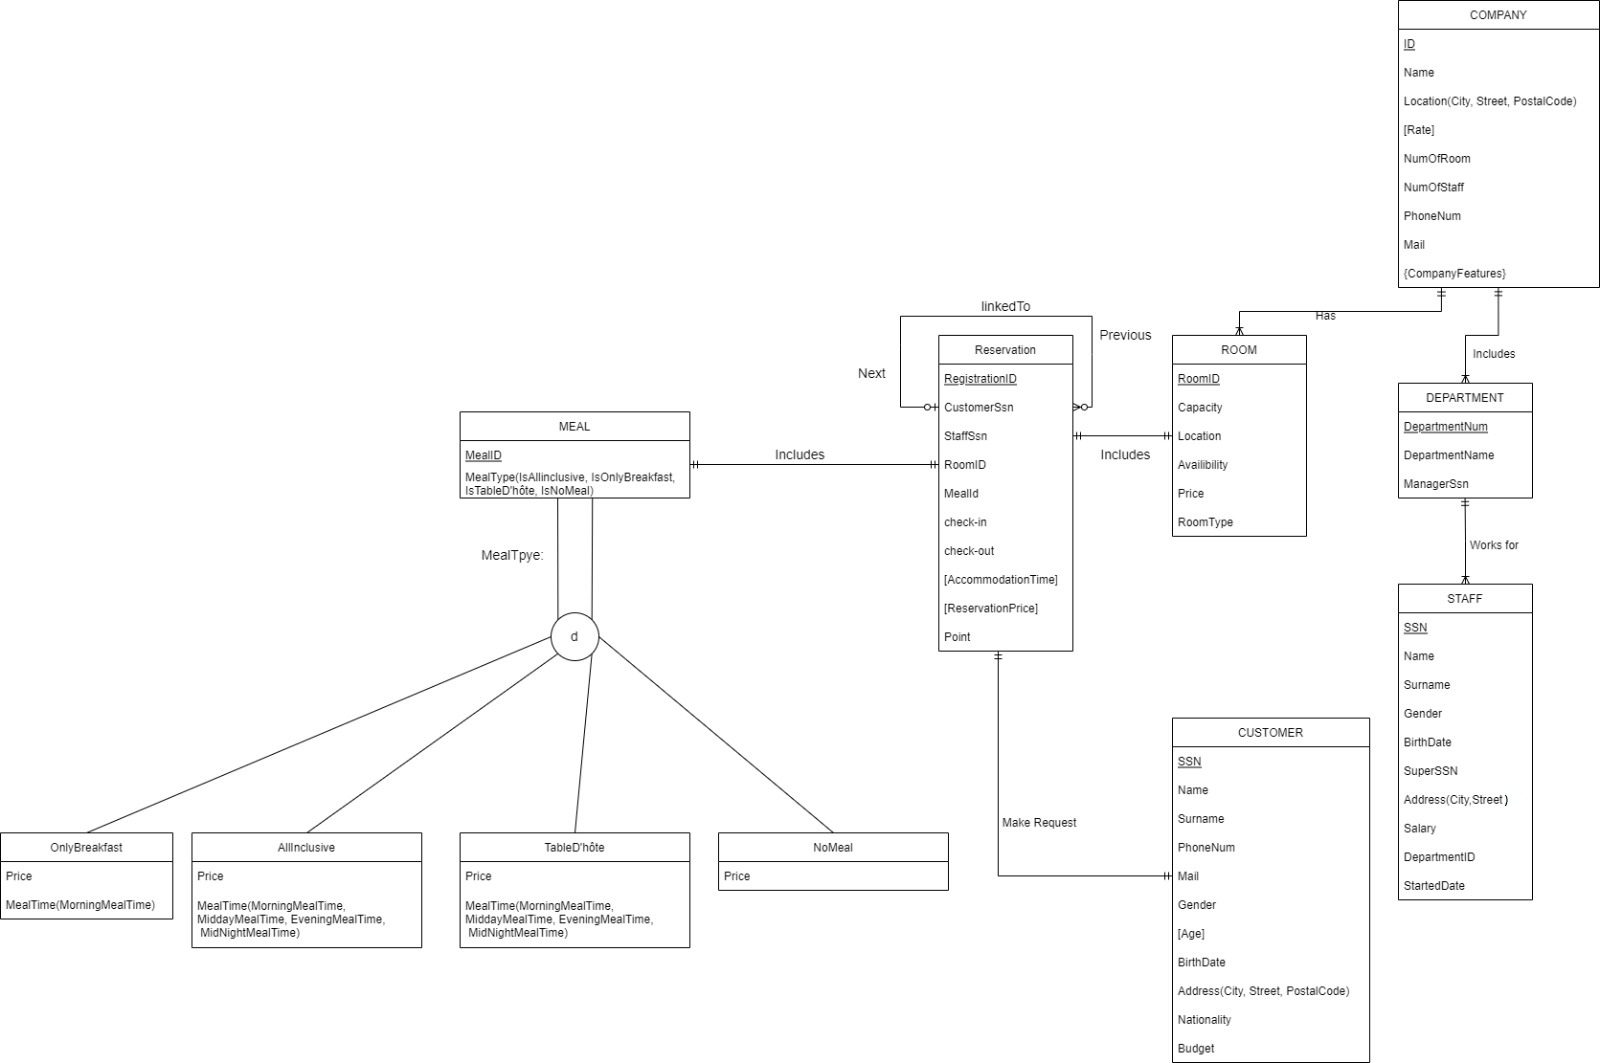 COMPANY
ID
Name
Location(City, Street, PostalCode)
[Rate]
NumOfRoom
NumOfStaff
PhoneNum
Mail
{CompanyFeatures}
Has
Includes
linkedTo
Previous
Next
Reservation
RegistrationID
CustomerSsn
StaffSsn
RoomID
MealId
check-in
check-out
[AccommodationTime]
[ReservationPrice]
Point
ROOM
RoomID
Capacity
Location
Availibility
Price
RoomType
Includes
DEPARTMENT
DepartmentNum
DepartmentName
ManagerSsn
Works for
STAFF
SSN
Name
Surname
Gender
BirthDate
SuperSSN
Address(City,Street)
Salary
DepartmentID
StartedDate
MEAL
MealID
MealType(IsAllinclusive, IsOnlyBreakfast,
IsTableD'hôte, IsNoMeal)
Includes
MealTpye:
d
CUSTOMER
SSN
Name
Surname
PhoneNum
Mail
Gender
[Age]
BirthDate
Address(City, Street, PostalCode)
Nationality
Budget
Make Request
OnlyBreakfast
Price
MealTime(MorningMealTime)
AllInclusive
Price
MealTime(MorningMealTime,
MiddayMealTime, EveningMealTime,
MidNightMealTime)
TableD'hôte
Price
MealTime(MorningMealTime,
MiddayMealTime, EveningMealTime,
MidNightMealTime)
NoMeal
Price